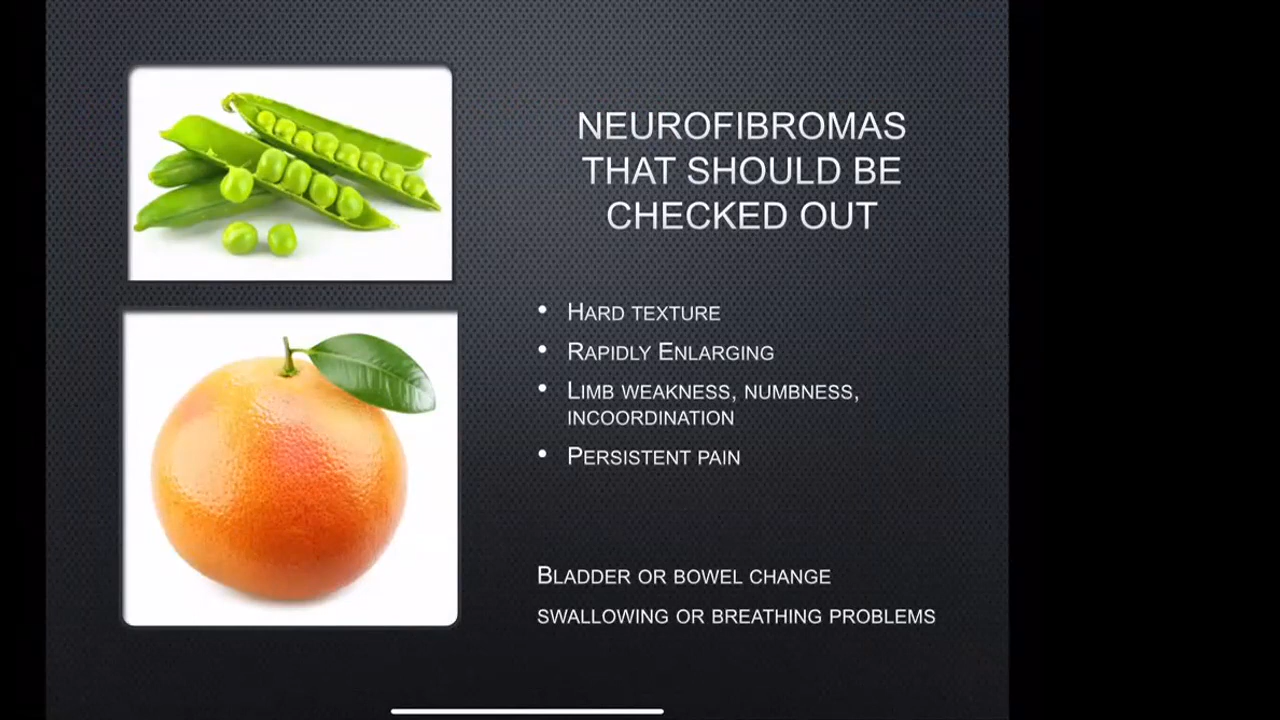 NEUROFIBROMAS
THAT SHOULD BE
CHECKED OUT
• HARD TEXTURE
• RAPIDLY ENLARGING
• LIMB WEAKNESS, NUMBNESS,
INCOORDINATION
• PERSISTENT PAIN
BLADDER OR BOWEL CHANGE
SWALLOWING OR BREATHING PROBLEMS